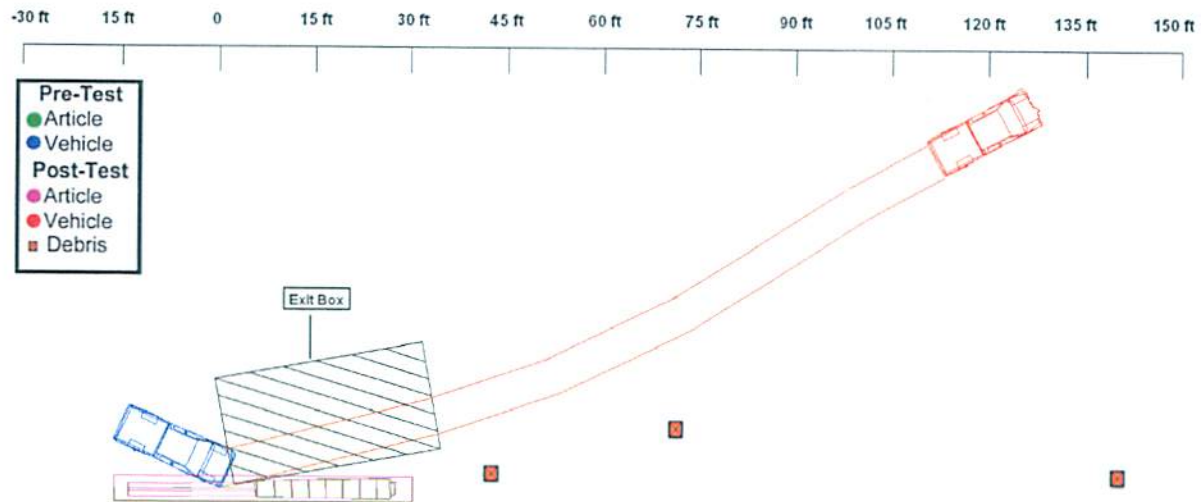 -30 ft 15 ft 0 15 ft 30 ft 45 ft 60 ft 75 ft 90 ft 105 ft 120 ft 135 ft 150 ft
Pre-Test
Article
Vehicle
Post-Test
Article
Vehicle
Debris
Exit Box